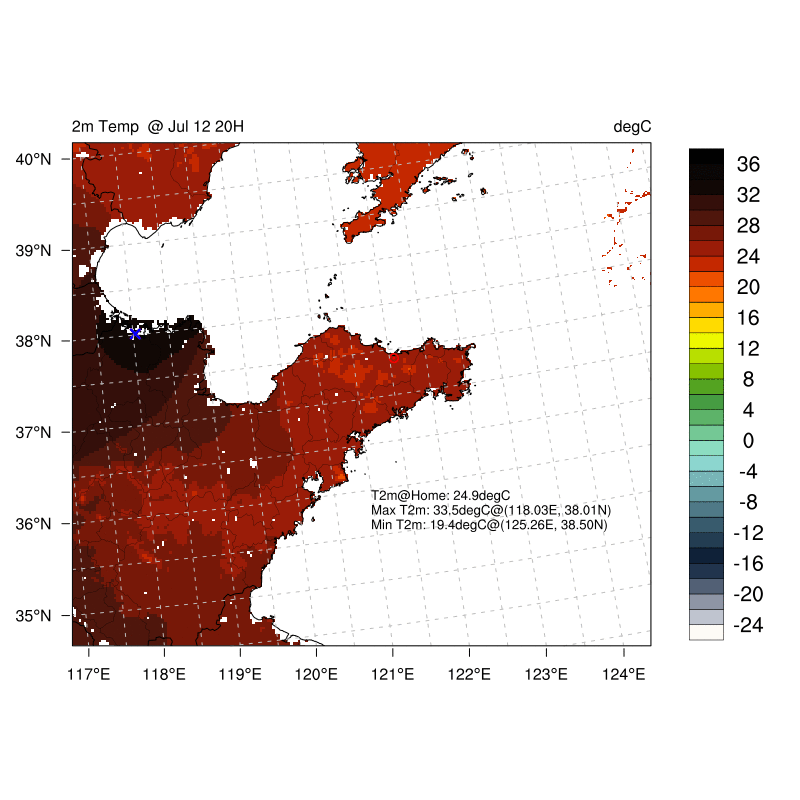 2m Temp @ Jul 12 20H
degC
40°N
39°N
38°N
37°N
36°N
35°N
117°E
118°E
119°E
120°E
121°E
122°E
123°E
124°E
T2m@Home: 24.9degC
Max T2m: 33.5degC@(118.03E, 38.01N)
Min T2m: 19.4degC@(125.26E, 38.50N)
36
32
28
24
20
16
12
8
4
0
-4
-8
-12
-16
-20
-24